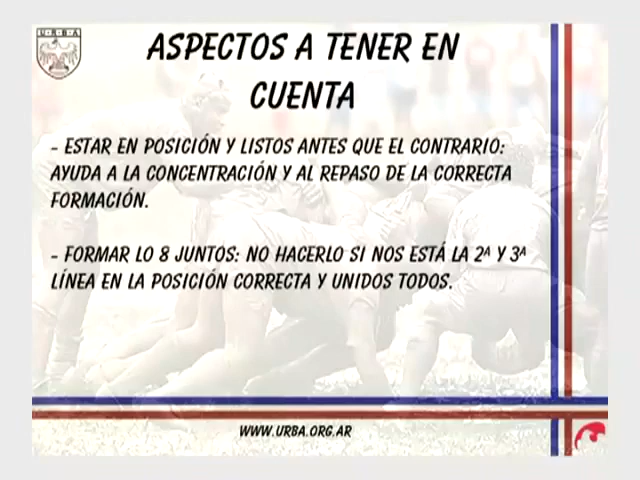 U·R·B·A
ASPECTOS A TENER EN
CUENTA
- ESTAR EN POSICIÓN Y LISTOS ANTES QUE EL CONTRARIO:
AYUDA A LA CONCENTRACIÓN Y AL REPASO DE LA CORRECTA
FORMACIÓN.
- FORMAR LO 8 JUNTOS: NO HACERLO SI NOS ESTÁ LA 2ª Y 3ª
LÍNEA EN LA POSICIÓN CORRECTA Y UNIDOS TODOS.
WWW.URBA.ORG.AR